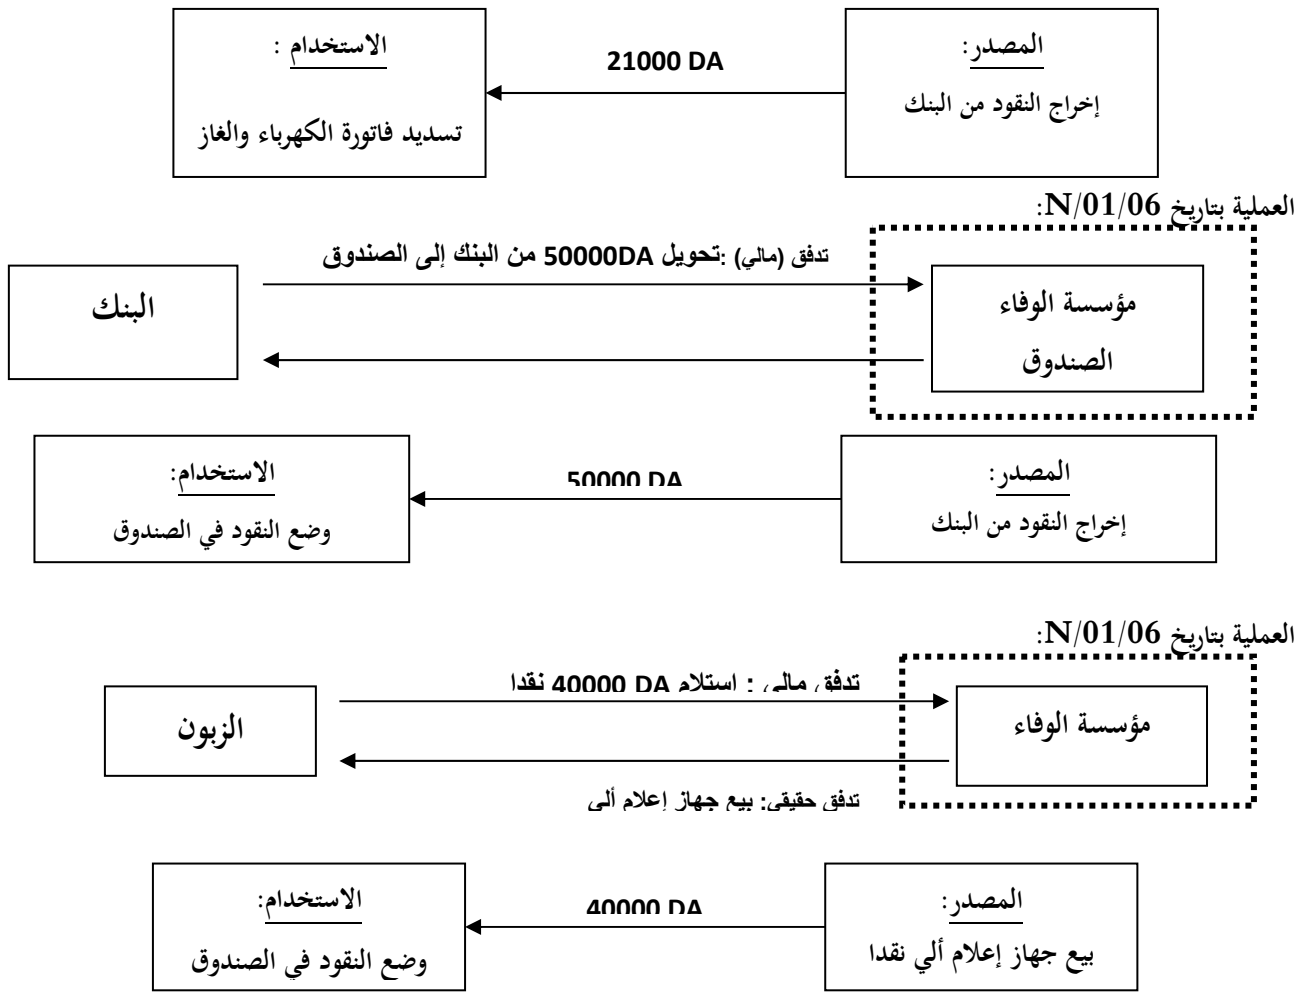 المصدر:
إخراج النقود من البنك
21000 DA
الاستخدام :
تسديد فاتورة الكهرباء والغاز
العملية بتاريخ N/01/06:
مؤسسة الوفاء
الصندوق
تدفق (مالي) :تحويل 50000DA من البنك إلى الصندوق
البنك
المصدر:
إخراج النقود من البنك
50000 DA
الاستخدام:
وضع النقود في الصندوق
العملية بتاريخ N/01/06:
مؤسسة الوفاء
تدفق مالي : استلام 40000 DA نقدا
الزبون
تدفق حقيقي: بيع جهاز إعلام ألي
المصدر:
بيع جهاز إعلام ألي نقدا
40000 DA
الاستخدام:
وضع النقود في الصندوق